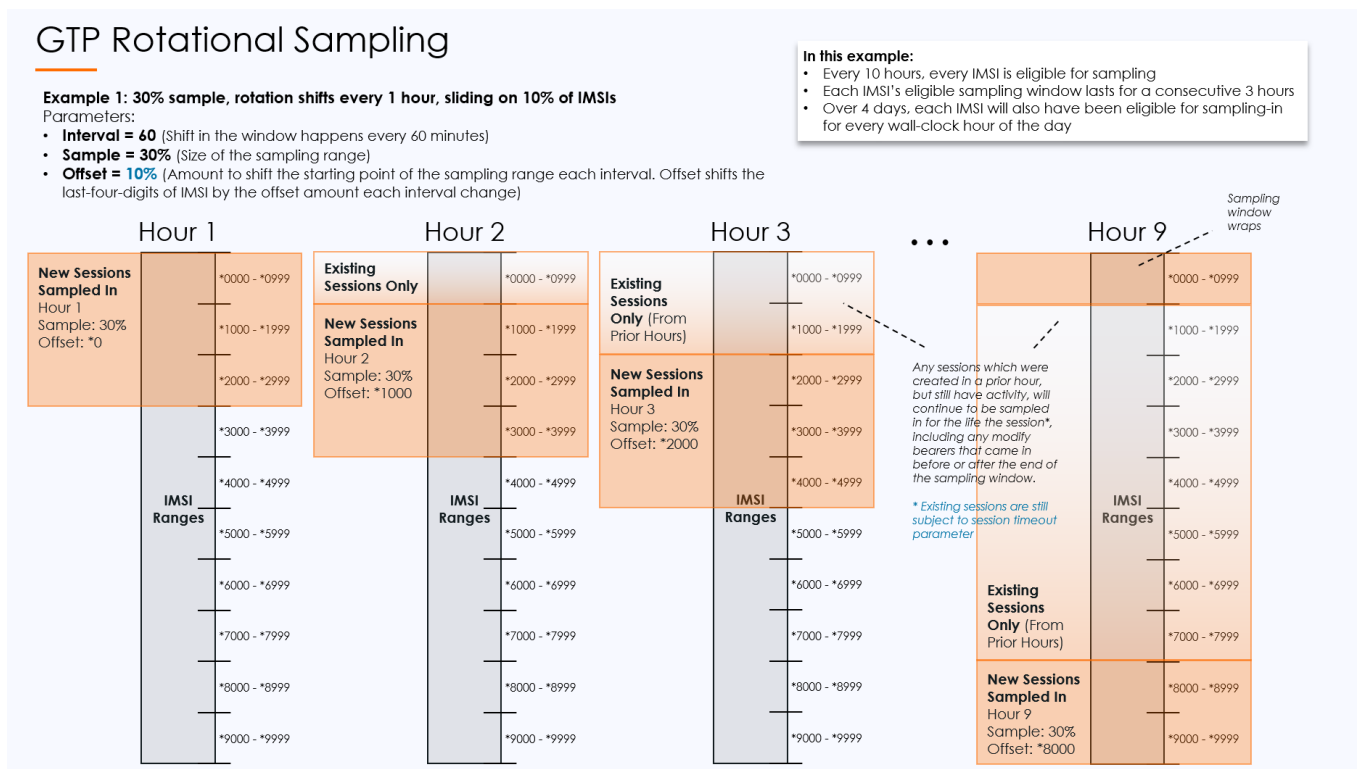 GTP Rotational Sampling
Example 1: 30% sample, rotation shifts every 1 hour, sliding on 10% of IMSIs
Parameters:
• Interval = 60 (Shift in the window happens every 60 minutes)
• Sample = 30% (Size of the sampling range)
• Offset = 10% (Amount to shift the starting point of the sampling range each interval. Offset shifts the
last-four-digits of IMSI by the offset amount each interval change)
In this example:
• Every 10 hours, every IMSI is eligible for sampling
• Each IMSI's eligible sampling window lasts for a consecutive 3 hours
• Over 4 days, each IMSI will also have been eligible for sampling-in
for every wall-clock hour of the day
Hour 1
New Sessions
Sampled In
Hour 1
Sample: 30%
Offset: *0
IMSI
Ranges
*0000 - *0999
*1000 - *1999
*2000 - *2999
*3000 - *3999
*4000 - *4999
*5000 - *5999
*6000 - *6999
*7000 - *7999
*8000 - *8999
*9000 - *9999
Hour 2
Existing
Sessions Only
New Sessions
Sampled In
Hour 2
Sample: 30%
Offset: *1000
IMSI
Ranges
*0000 - *0999
*1000 - *1999
*2000 - *2999
*3000 - *3999
*4000 - *4999
*5000 - *5999
*6000 - *6999
*7000 - *7999
*8000 - *8999
*9000 - *9999
Hour 3
Existing
Sessions
Only (From
Prior Hours)
New Sessions
Sampled In
Hour 3
Sample: 30%
Offset: *2000
IMSI
Ranges
*0000 - *0999
*1000 - *1999
*2000 - *2999
*3000 - *3999
*4000 - *4999
*5000 - *5999
*6000 - *6999
*7000 - *7999
*8000 - *8999
*9000 - *9999
...
Any sessions which were
created in a prior hour,
but still have activity, will
continue to be sampled
in for the life the session*,
including any modify
bearers that came in
before or after the end of
the sampling window.
* Existing sessions are still
subject to session timeout
parameter
Hour 9
Sampling
window
wraps
IMSI
Ranges
Existing
Sessions
Only (From
Prior Hours)
New Sessions
Sampled In
Hour 9
Sample: 30%
Offset: *8000
*0000 - *0999
*1000 - *1999
*2000 - *2999
*3000 - *3999
*4000 - *4999
*5000 - *5999
*6000 - *6999
*7000 - *7999
*8000 - *8999
*9000 - *9999